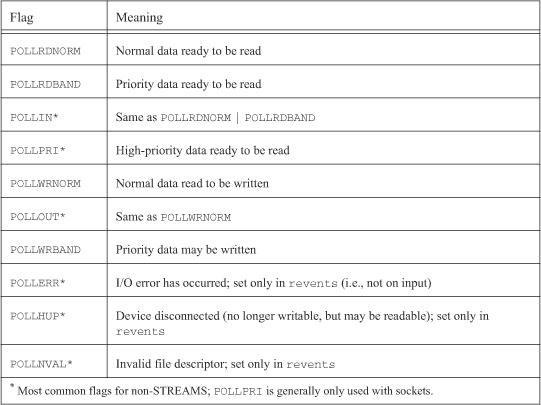 Flag Meaning
POLLRDNORM Normal data ready to be read
POLLRDBAND Priority data ready to be read
POLLIN* Same as POLLRDNORM | POLLRDBAND
POLLPRI* High-priority data ready to be read
POLLWRNORM Normal data read to be written
POLLOUT* Same as POLLWRNORM
POLLWRBAND Priority data may be written
POLLERR* I/O error has occurred; set only in revents (i.e., not on input)
POLLHUP* Device disconnected (no longer writable, but may be readable); set only in
revents
POLLNVAL* Invalid file descriptor; set only in revents
* Most common flags for non-STREAMS; POLLPRI is generally only used with sockets.